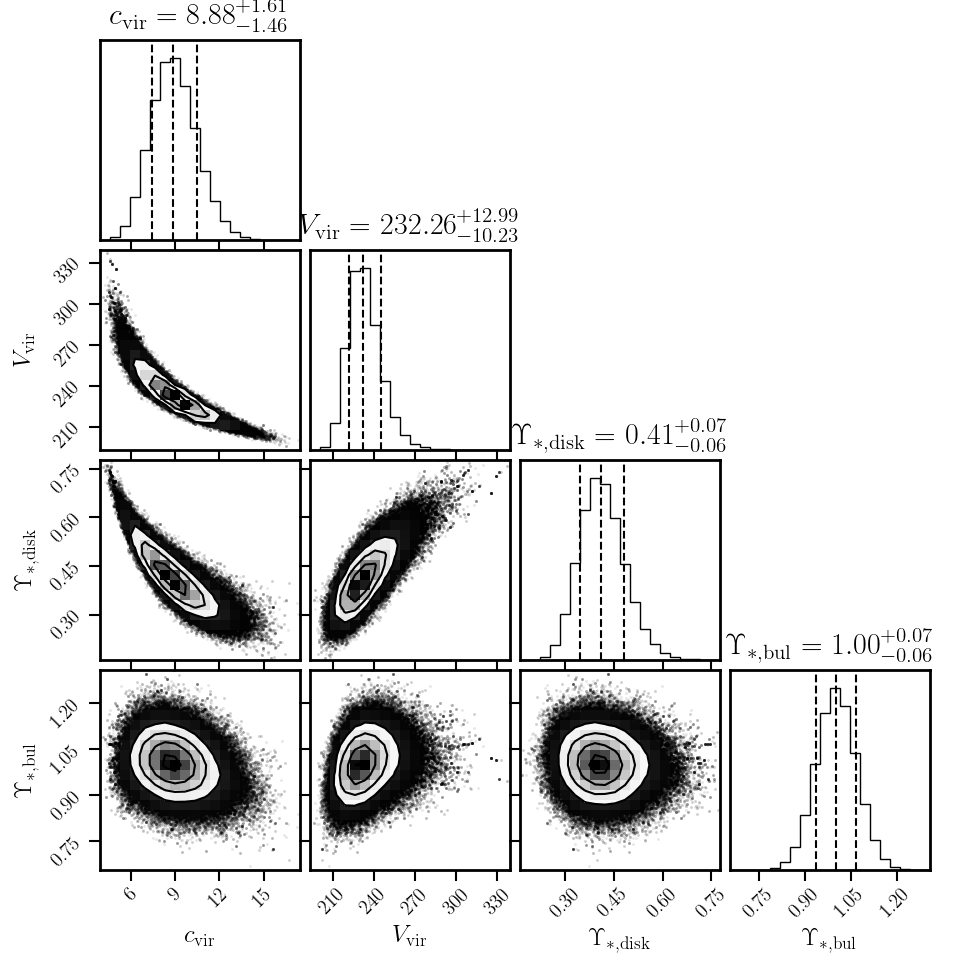 c_vir = 8.88^{+1.61}_{-1.46}
V_vir = 232.26^{+12.99}_{-10.23}
330
300
270
240
210
V_vir
ϒ_{*,disk} = 0.41^{+0.07}_{-0.06}
0.75
0.60
0.45
0.30
ϒ_{*,disk}
ϒ_{*,bul} = 1.00^{+0.07}_{-0.06}
1.20
1.05
0.90
0.75
ϒ_{*,bul}
6 9 12 15
210 240 270 300 330
0.30 0.45 0.60 0.75
0.75 0.90 1.05 1.20
c_vir
V_vir
ϒ_{*,disk}
ϒ_{*,bul}